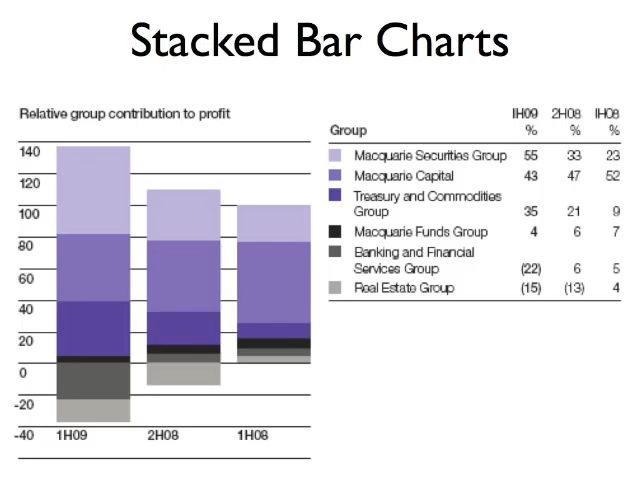 Stacked Bar Charts
Relative group contribution to profit
140
120
100
80
60
40
20
0
-20
-40
1H09 2H08 1H08
1H09 2H08 1H08
Group % % %
Macquarie Securities Group 55 33 23
Macquarie Capital 43 47 52
Treasury and Commodities
Group 35 21 9
Macquarie Funds Group 4 6 7
Banking and Financial
Services Group (22) 6 5
Real Estate Group (15) (13) 4